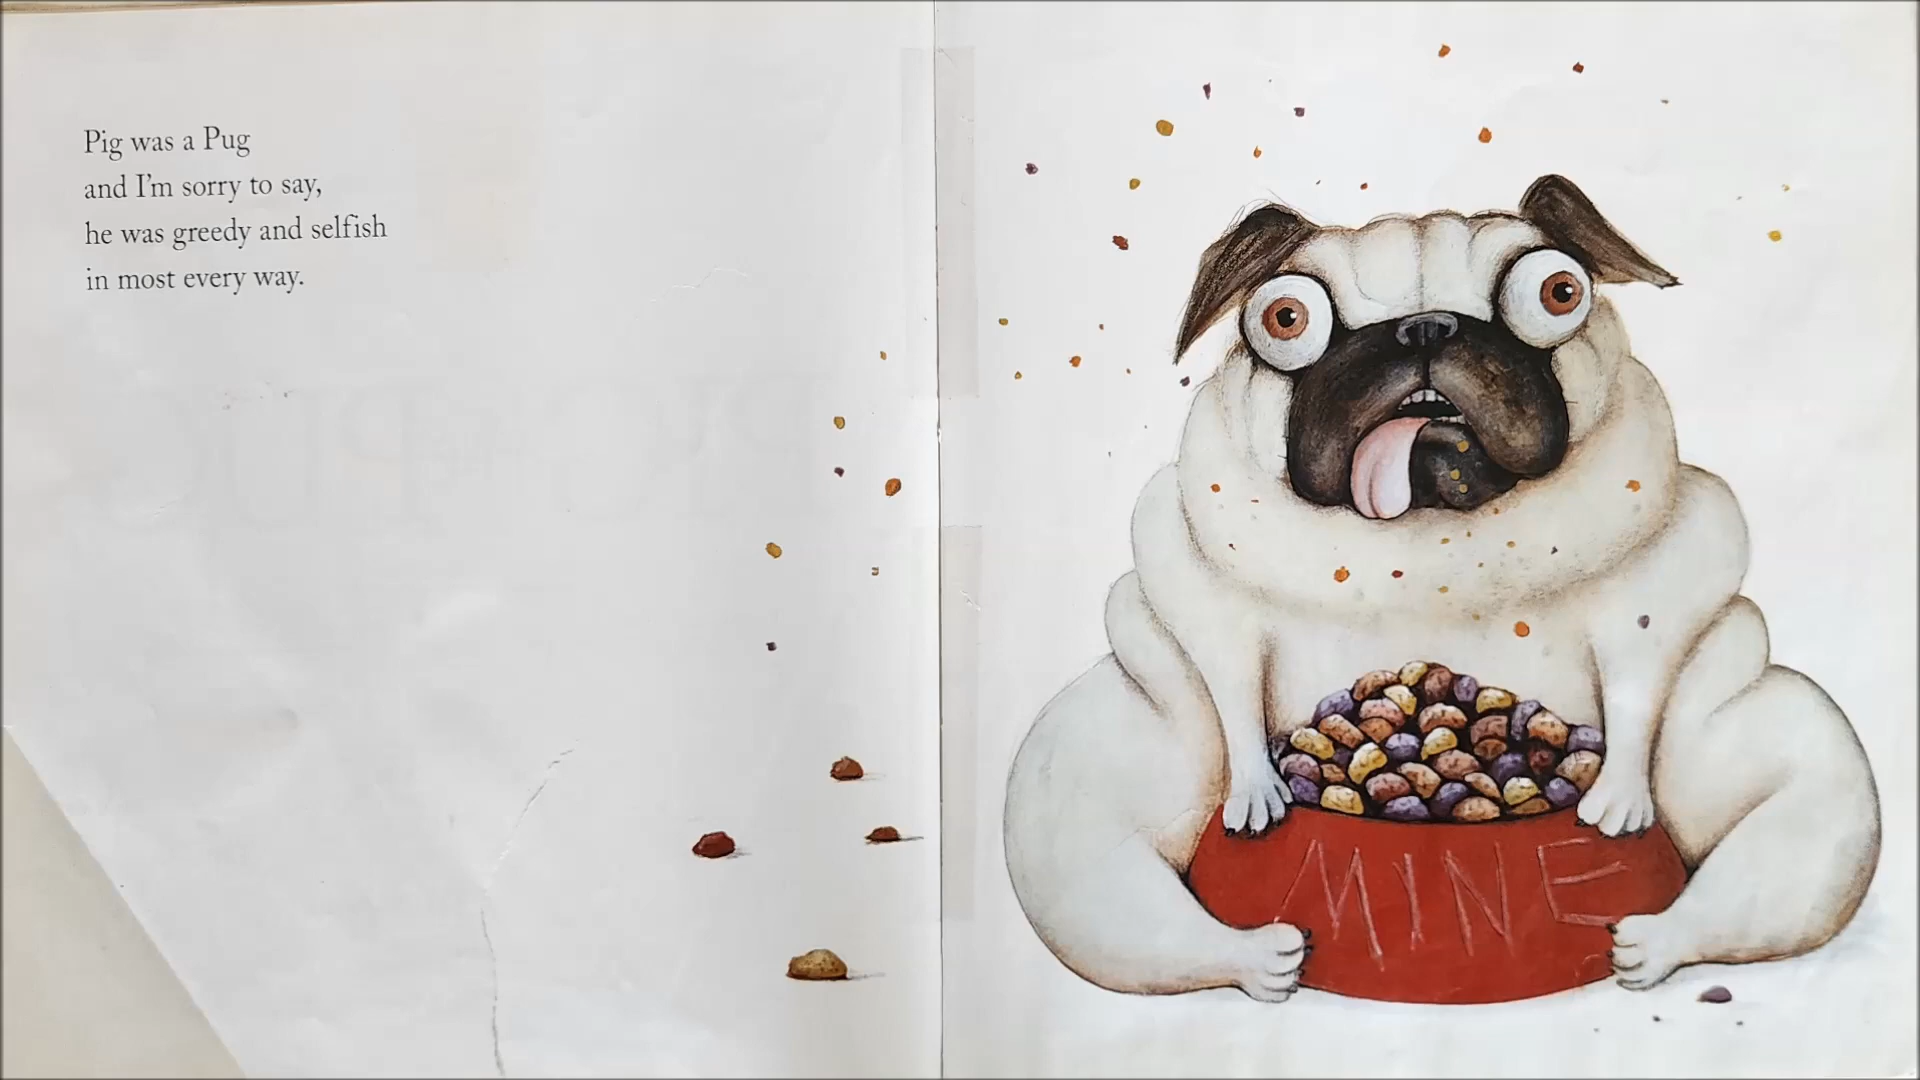 Pig was a Pug
and I'm sorry to say,
he was greedy and selfish
in most every way.
MINE